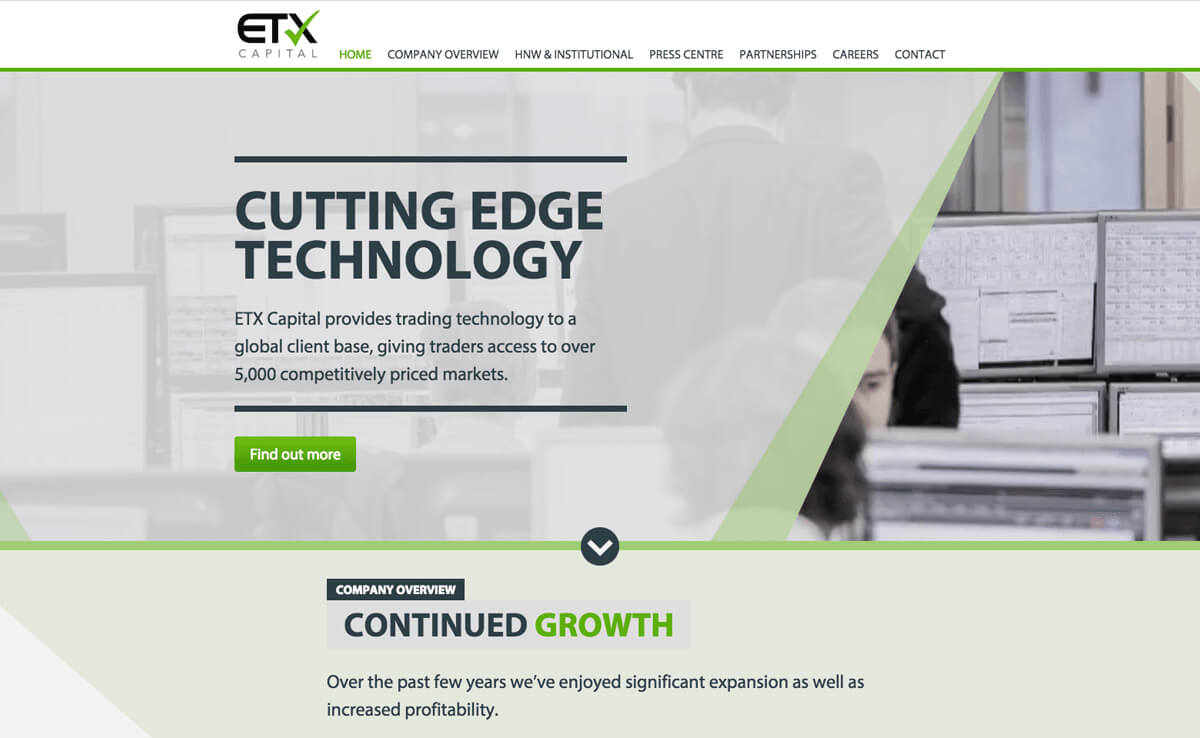 ETX
CAPITAL
HOME COMPANY OVERVIEW HNW & INSTITUTIONAL PRESS CENTRE PARTNERSHIPS CAREERS CONTACT
CUTTING EDGE
TECHNOLOGY
ETX Capital provides trading technology to a
global client base, giving traders access to over
5,000 competitively priced markets.
Find out more
COMPANY OVERVIEW
CONTINUED GROWTH
Over the past few years we’ve enjoyed significant expansion as well as
increased profitability.